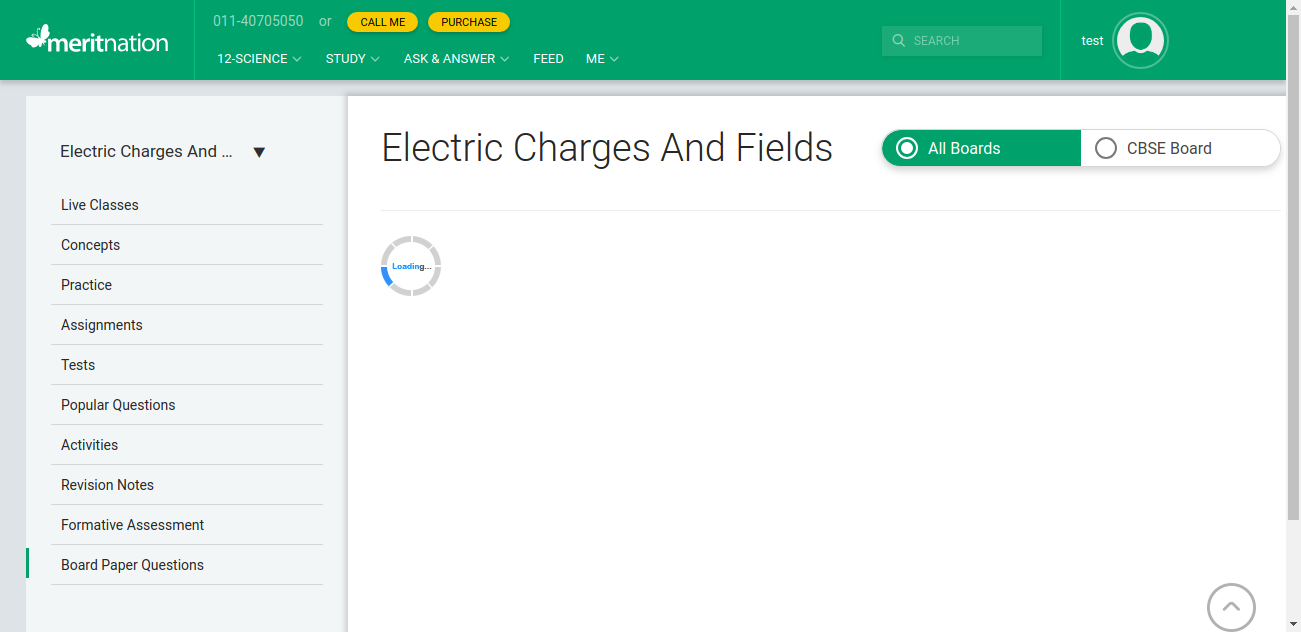 meritnation
011-40705050 or CALL ME PURCHASE
12-SCIENCE STUDY ASK & ANSWER FEED ME
SEARCH
test
Electric Charges And ...
Live Classes
Concepts
Practice
Assignments
Tests
Popular Questions
Activities
Revision Notes
Formative Assessment
Board Paper Questions
Electric Charges And Fields
All Boards
CBSE Board
Loading...